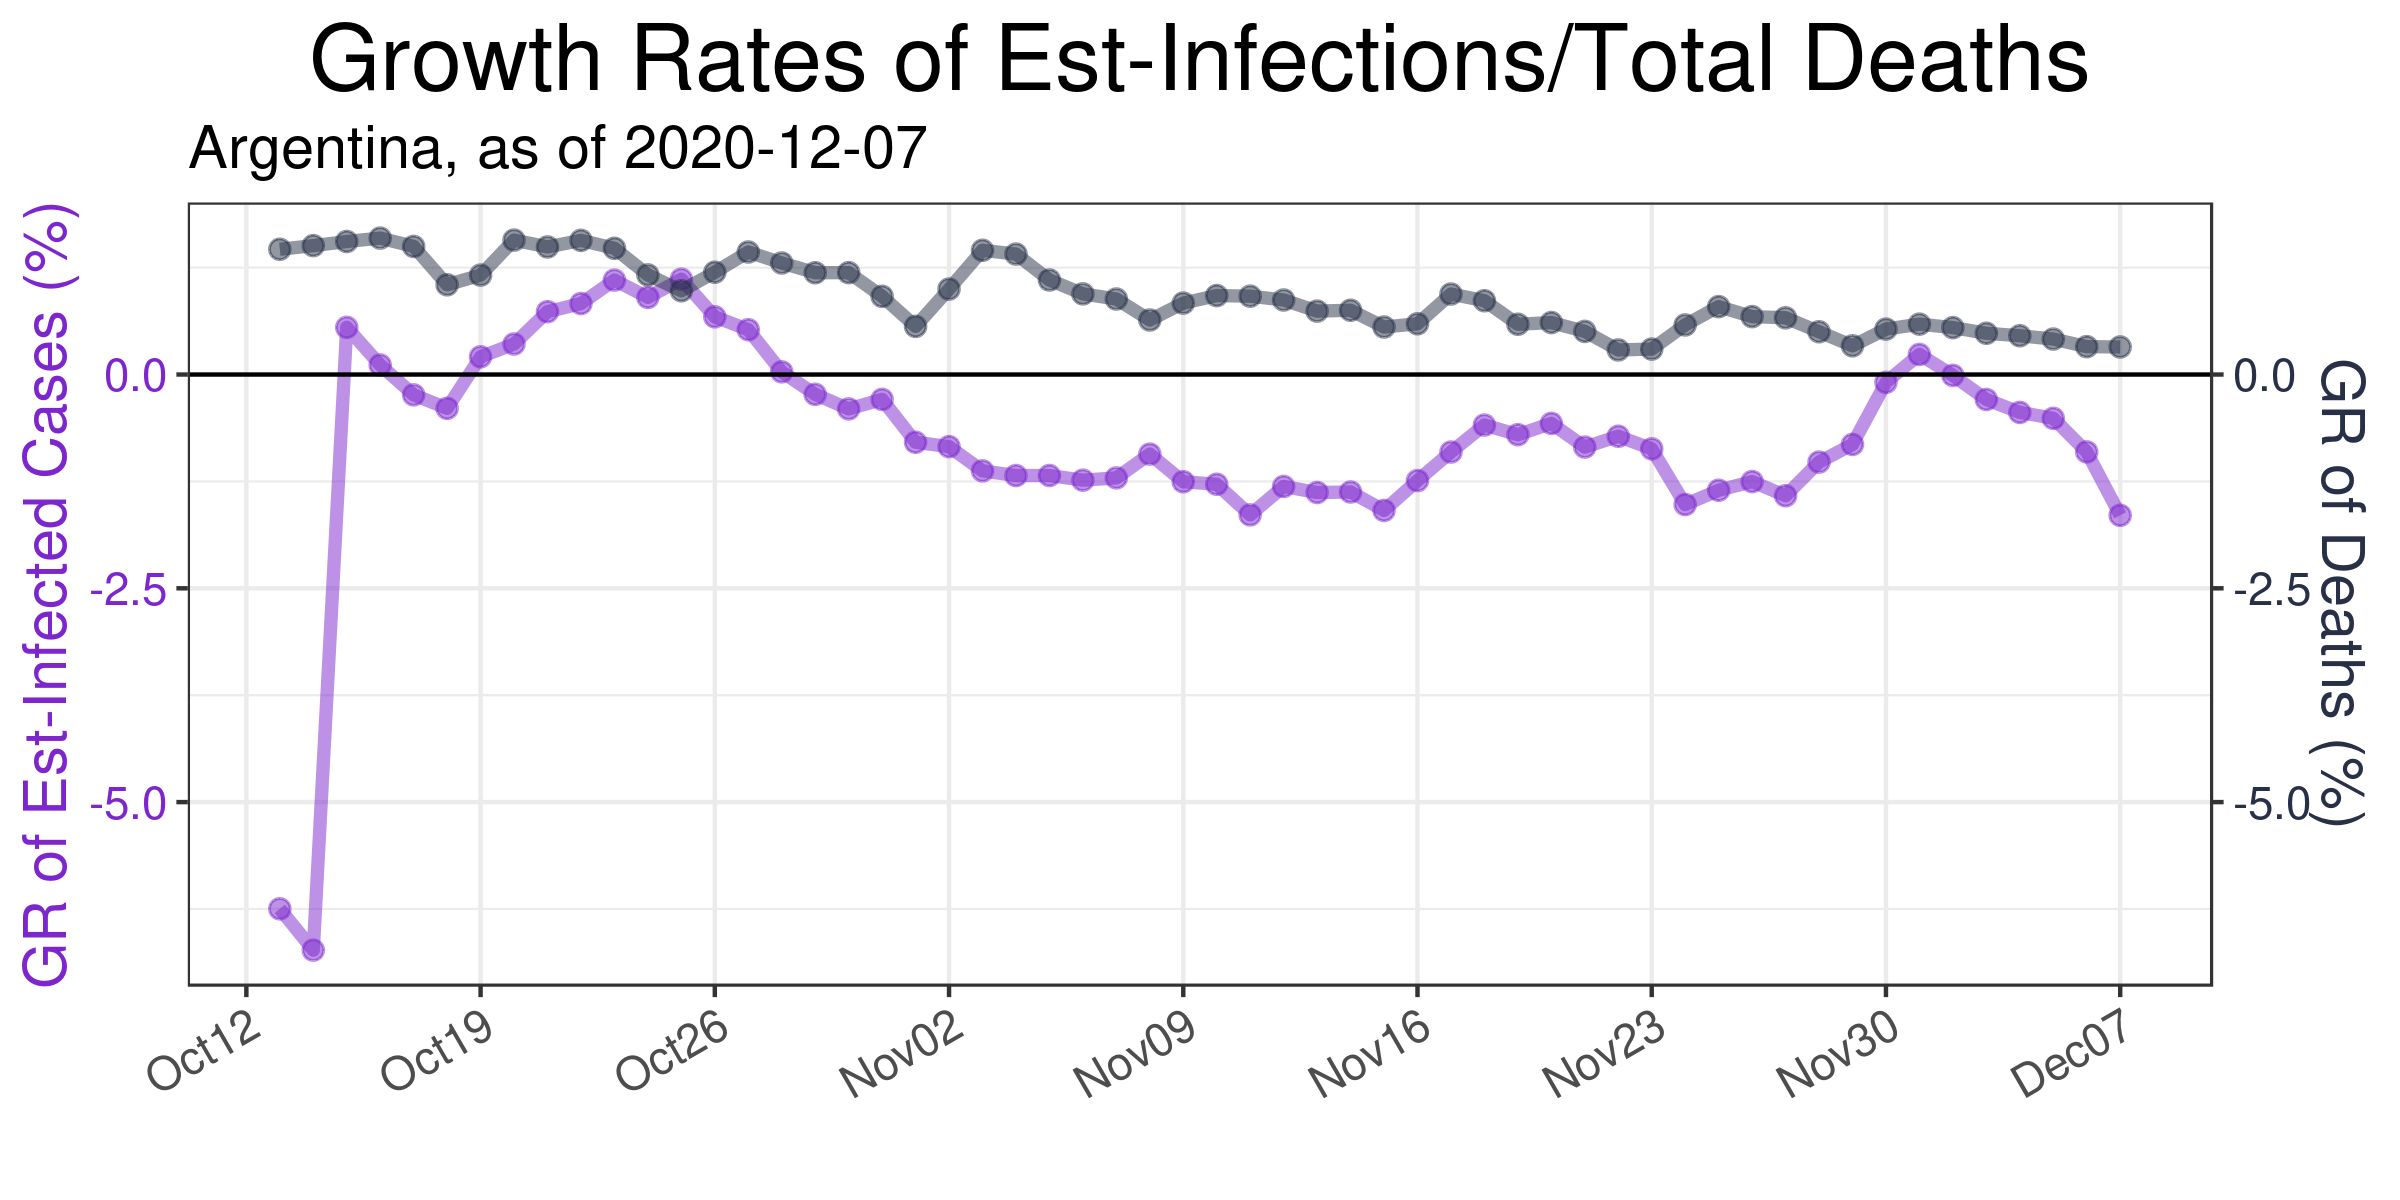 Growth Rates of Est-Infections/Total Deaths
Argentina, as of 2020-12-07
GR of Est-Infected Cases (%)
0.0
-2.5
-5.0
0.0
-2.5
-5.0
GR of Deaths (%)
Oct12
Oct19
Oct26
Nov02
Nov09
Nov16
Nov23
Nov30
Dec07